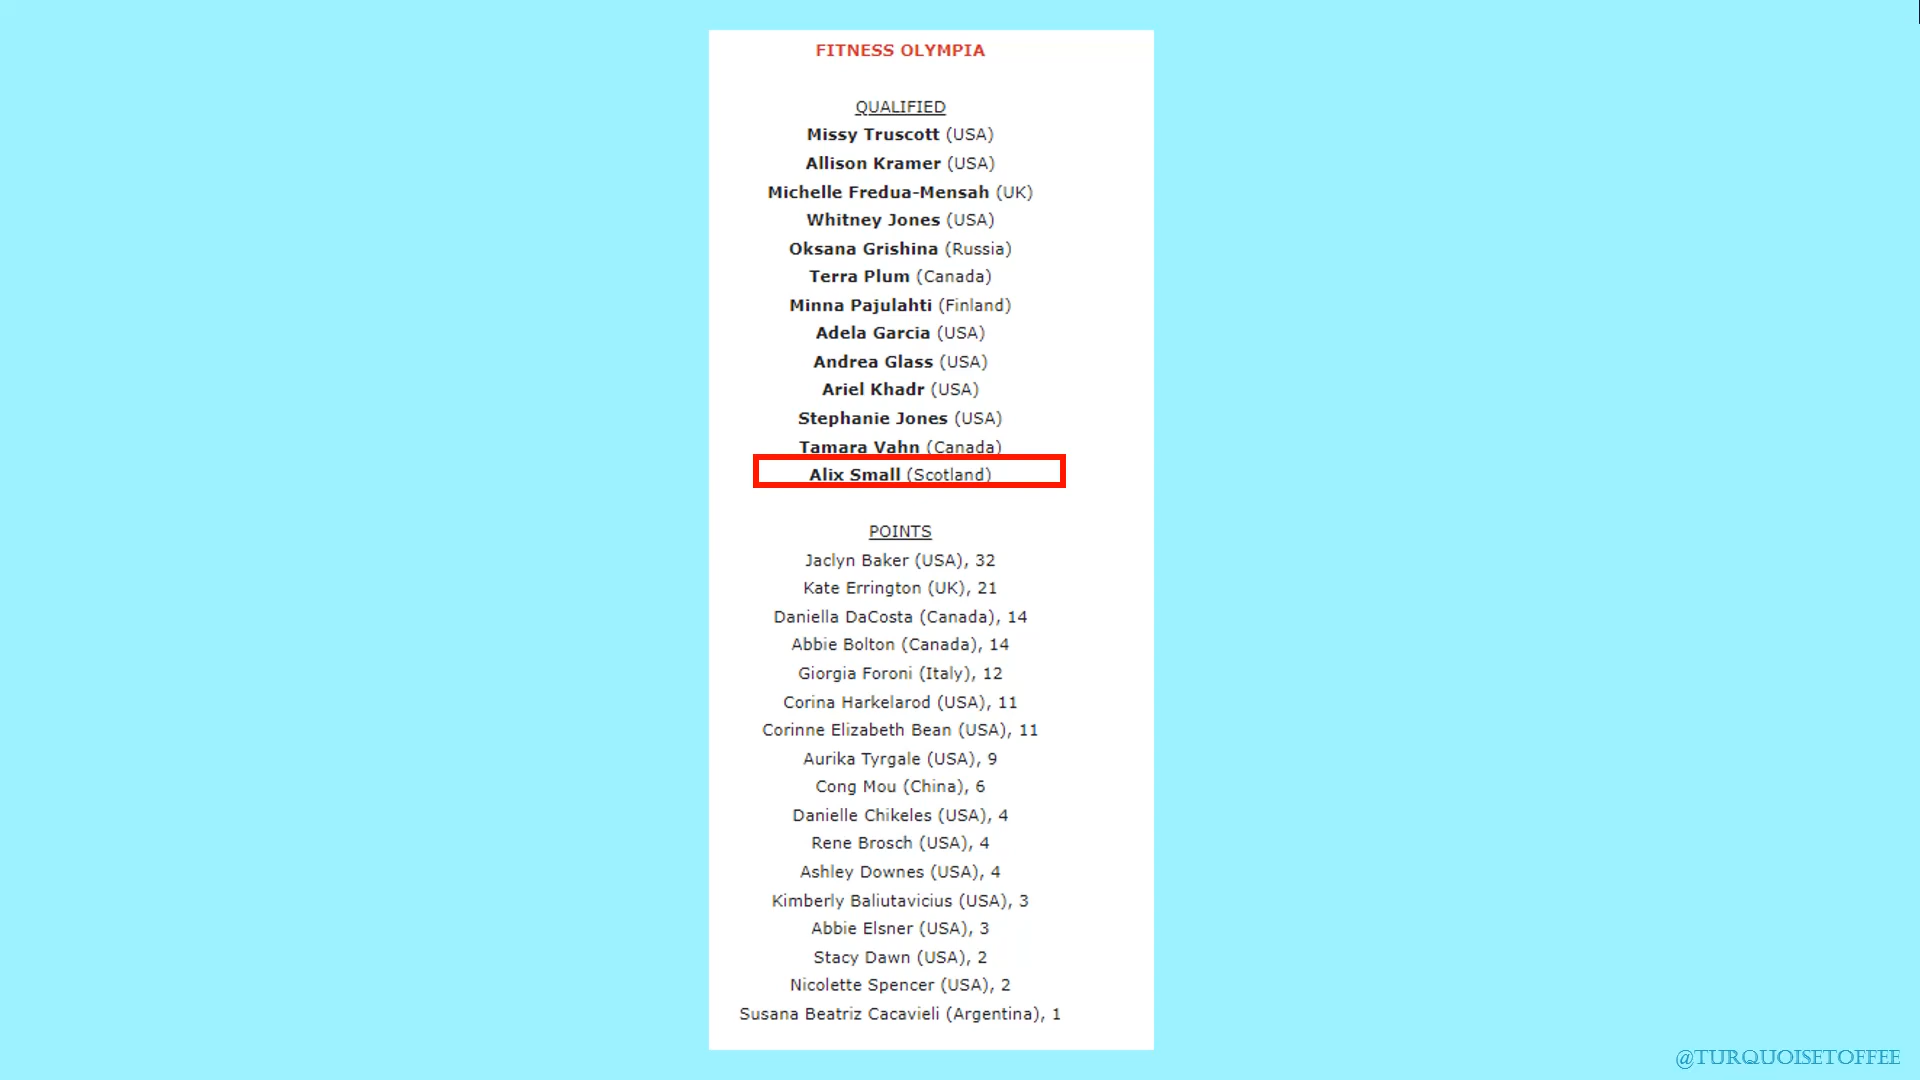 FITNESS OLYMPIA
QUALIFIED
Missy Truscott (USA)
Allison Kramer (USA)
Michelle Fredua-Mensah (UK)
Whitney Jones (USA)
Oksana Grishina (Russia)
Terra Plum (Canada)
Minna Pajulahti (Finland)
Adela Garcia (USA)
Andrea Glass (USA)
Ariel Khadr (USA)
Stephanie Jones (USA)
Tamara Vahn (Canada)
Alix Small (Scotland)
POINTS
Jaclyn Baker (USA), 32
Kate Errington (UK), 21
Daniella DaCosta (Canada), 14
Abbie Bolton (Canada), 14
Giorgia Foroni (Italy), 12
Corina Harkelarod (USA), 11
Corinne Elizabeth Bean (USA), 11
Aurika Tyrgale (USA), 9
Cong Mou (China), 6
Danielle Chikeles (USA), 4
Rene Brosch (USA), 4
Ashley Downes (USA), 4
Kimberly Baliutavicius (USA), 3
Abbie Elsner (USA), 3
Stacy Dawn (USA), 2
Nicolette Spencer (USA), 2
Susana Beatriz Cacavieli (Argentina), 1
@TURQUOISETOFFEE